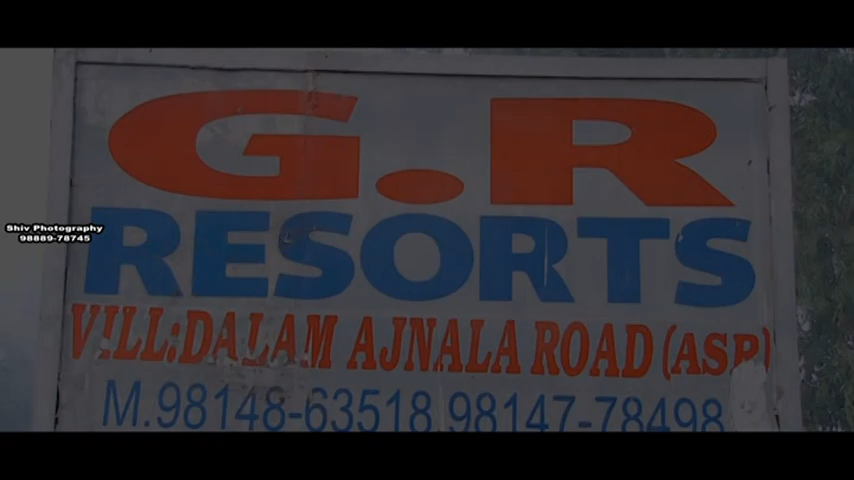 G.R
RESORTS
Shiv Photography
98889-78745
VILL:DALAM AJNALA ROAD (ASR)
M.98148-63518,98147-78498